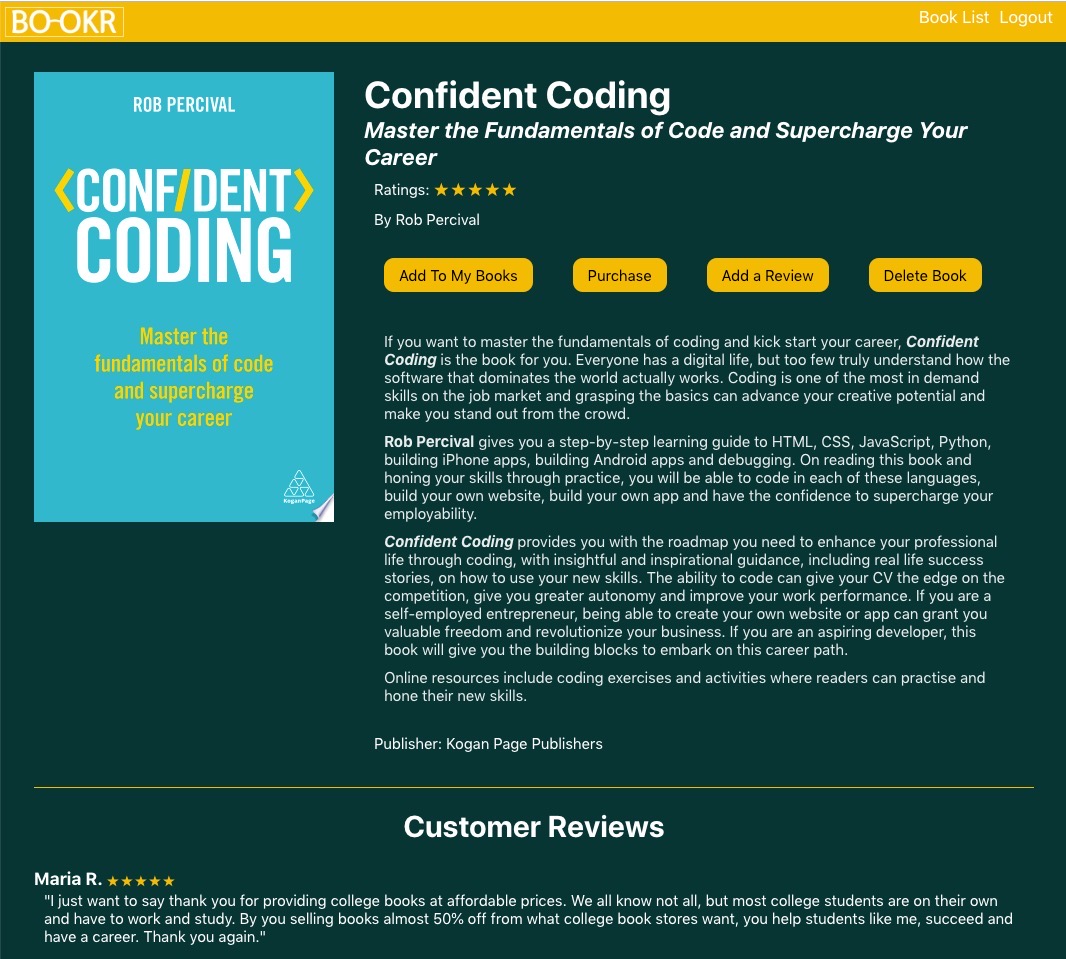 BO-OKR
Book List Logout
ROB PERCIVAL
<CONF/DENT>
CODING
Master the
fundamentals of code
and supercharge
your career
KoganPage
Confident Coding
Master the Fundamentals of Code and Supercharge Your
Career
Ratings: ★★★★★
By Rob Percival
Add To My Books
Purchase
Add a Review
Delete Book
If you want to master the fundamentals of coding and kick start your career, Confident
Coding is the book for you. Everyone has a digital life, but too few truly understand how the
software that dominates the world actually works. Coding is one of the most in demand
skills on the job market and grasping the basics can advance your creative potential and
make you stand out from the crowd.
Rob Percival gives you a step-by-step learning guide to HTML, CSS, JavaScript, Python,
building iPhone apps, building Android apps and debugging. On reading this book and
honing your skills through practice, you will be able to code in each of these languages,
build your own website, build your own app and have the confidence to supercharge your
employability.
Confident Coding provides you with the roadmap you need to enhance your professional
life through coding, with insightful and inspirational guidance, including real life success
stories, on how to use your new skills. The ability to code can give your CV the edge on the
competition, give you greater autonomy and improve your work performance. If you are a
self-employed entrepreneur, being able to create your own website or app can grant you
valuable freedom and revolutionize your business. If you are an aspiring developer, this
book will give you the building blocks to embark on this career path.
Online resources include coding exercises and activities where readers can practise and
hone their new skills.
Publisher: Kogan Page Publishers
Customer Reviews
Maria R. ★★★★★
"I just want to say thank you for providing college books at affordable prices. We all know not all, but most college students are on their own
and have to work and study. By you selling books almost 50% off from what college book stores want, you help students like me, succeed and
have a career. Thank you again."